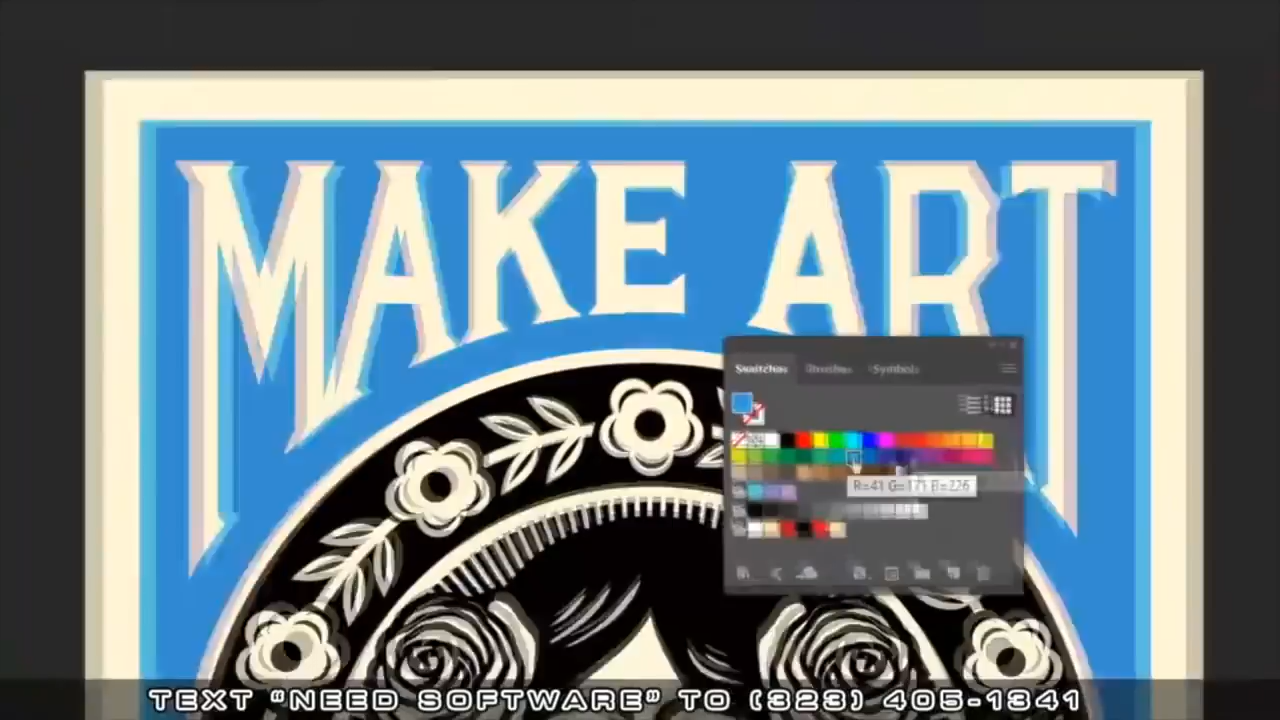 MAKE ART
Swatches Brushes Symbols
R=41 G=171 B=226
TEXT "NEED SOFTWARE" TO (323) 405-1341